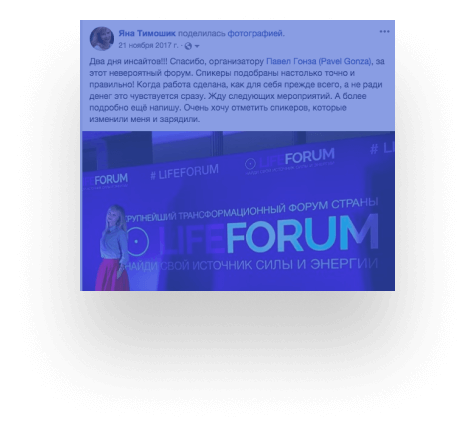 Яна Тимошик поделилась фотографией.
21 ноября 2017 г.
Два дня инсайтов!!! Спасибо, организатору Павел Гонза (Pavel Gonza), за
этот невероятный форум. Спикеры подобраны настолько точно и
правильно! Когда работа сделана, как для себя прежде всего, а не ради
денег это чувствуется сразу. Жду следующих мероприятий. А более
подробно ещё напишу. Очень хочу отметить спикеров, которые
изменили меня и зарядили.
FORUM
# LIFEFORUM
LIFEFORUM
# LI
КРУПНЕЙШИЙ ТРАНСФОРМАЦИОННЫЙ ФОРУМ СТРАНЫ
LIFEFORUM
НАЙДИ СВОЙ ИСТОЧНИК СИЛЫ И ЭНЕРГИИ